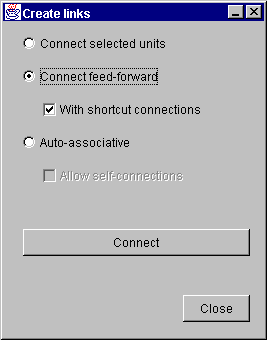 Create links
Connect selected units
Connect feed-forward
With shortcut connections
Auto-associative
Allow self-connections
Connect
Close